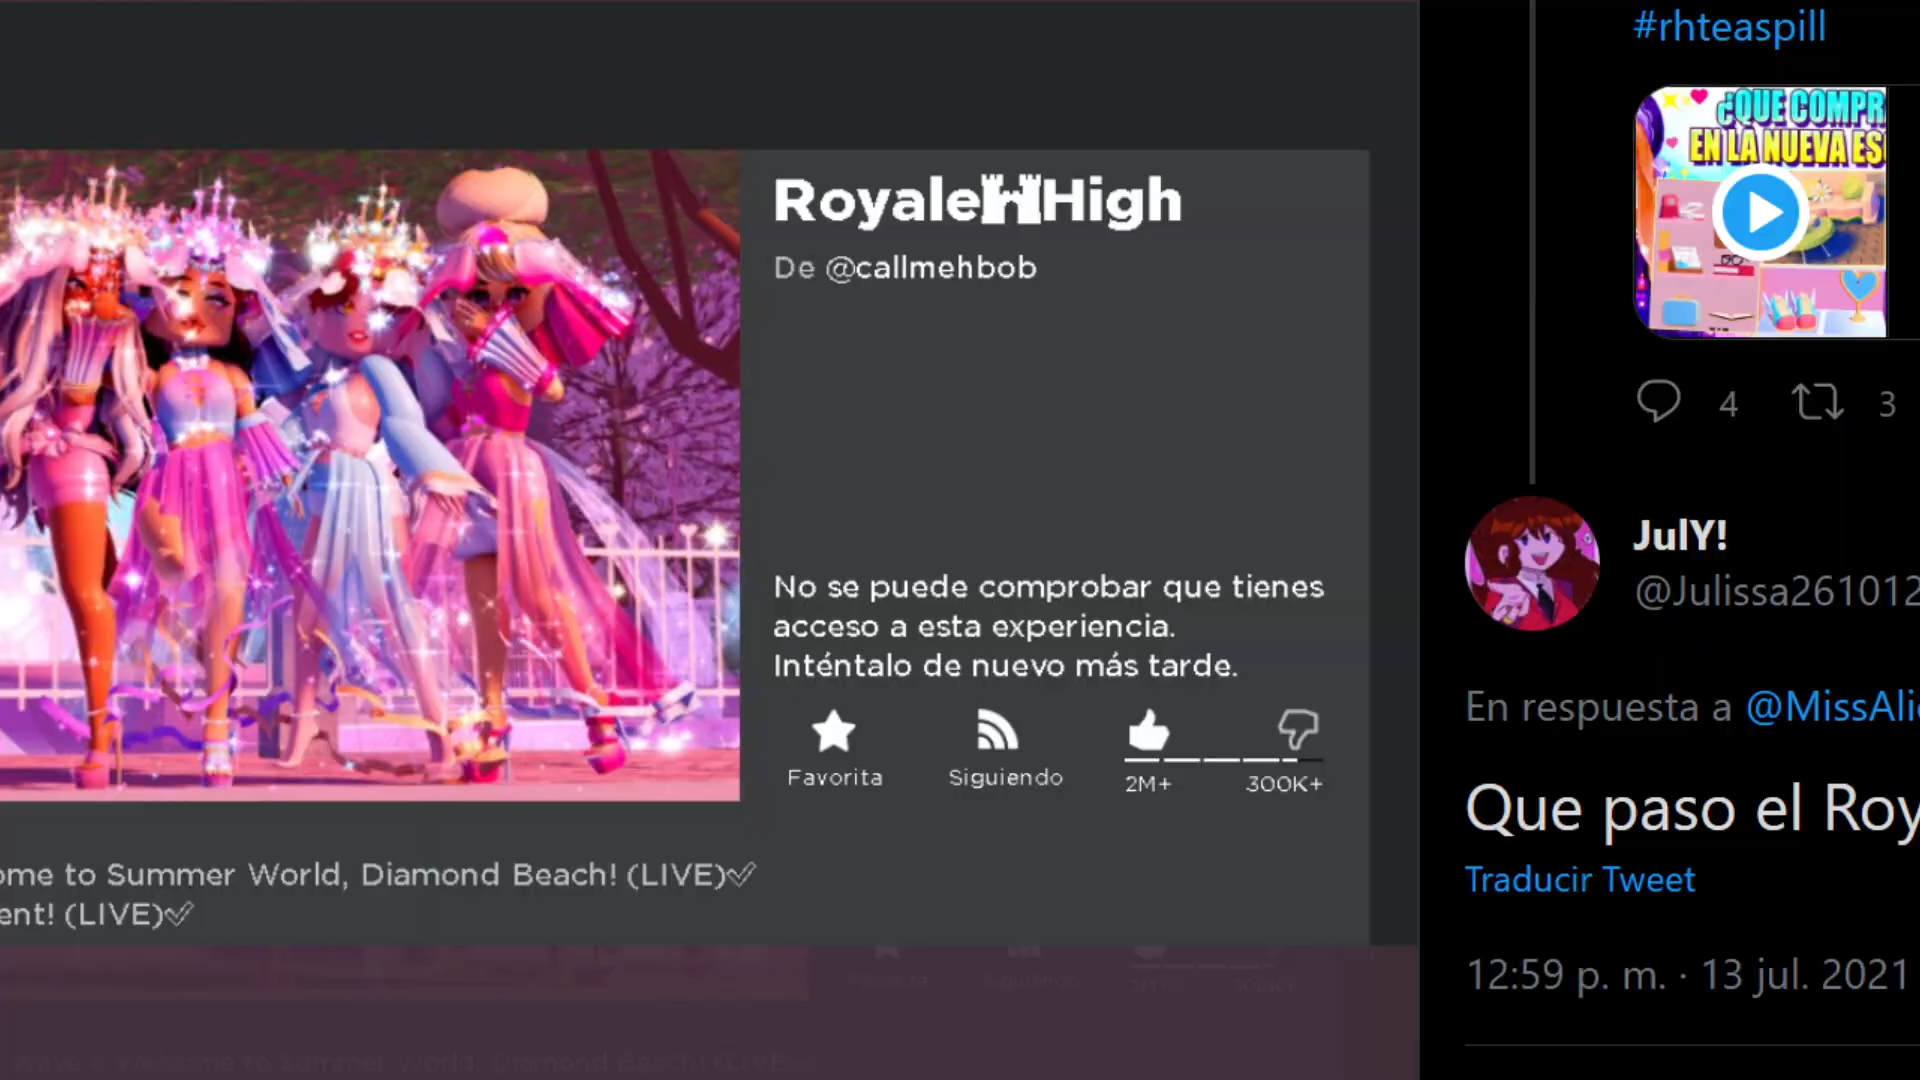 Royale🏰High
De @callmehbob
No se puede comprobar que tienes
acceso a esta experiencia.
Inténtalo de nuevo más tarde.
Favorita
Siguiendo
2M+
300K+
ome to Summer World, Diamond Beach! (LIVE)✅
ent! (LIVE)✅
#rhteaspill
¿QUE COMPR
EN LA NUEVA ES
4
3
JulY!
@Julissa261012
En respuesta a @MissAli
Que paso el Roy
Traducir Tweet
12:59 p. m. · 13 jul. 2021